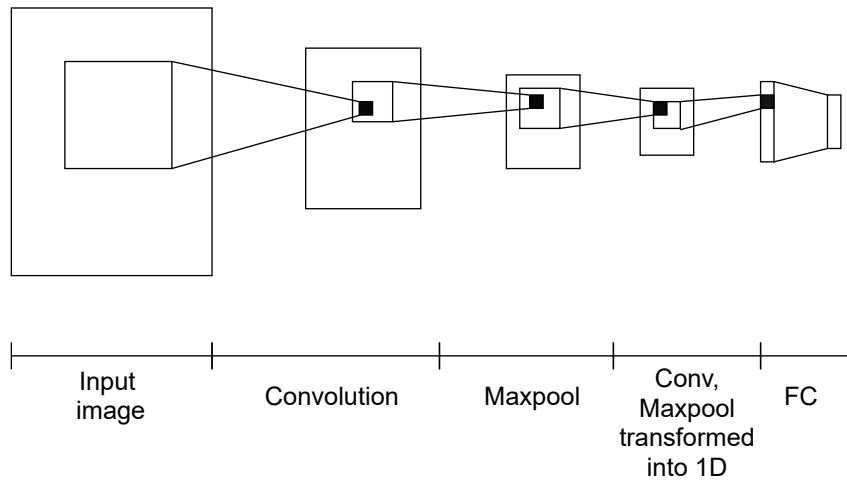 Input
image
Convolution
Maxpool
Conv,
Maxpool
transformed
into 1D
FC